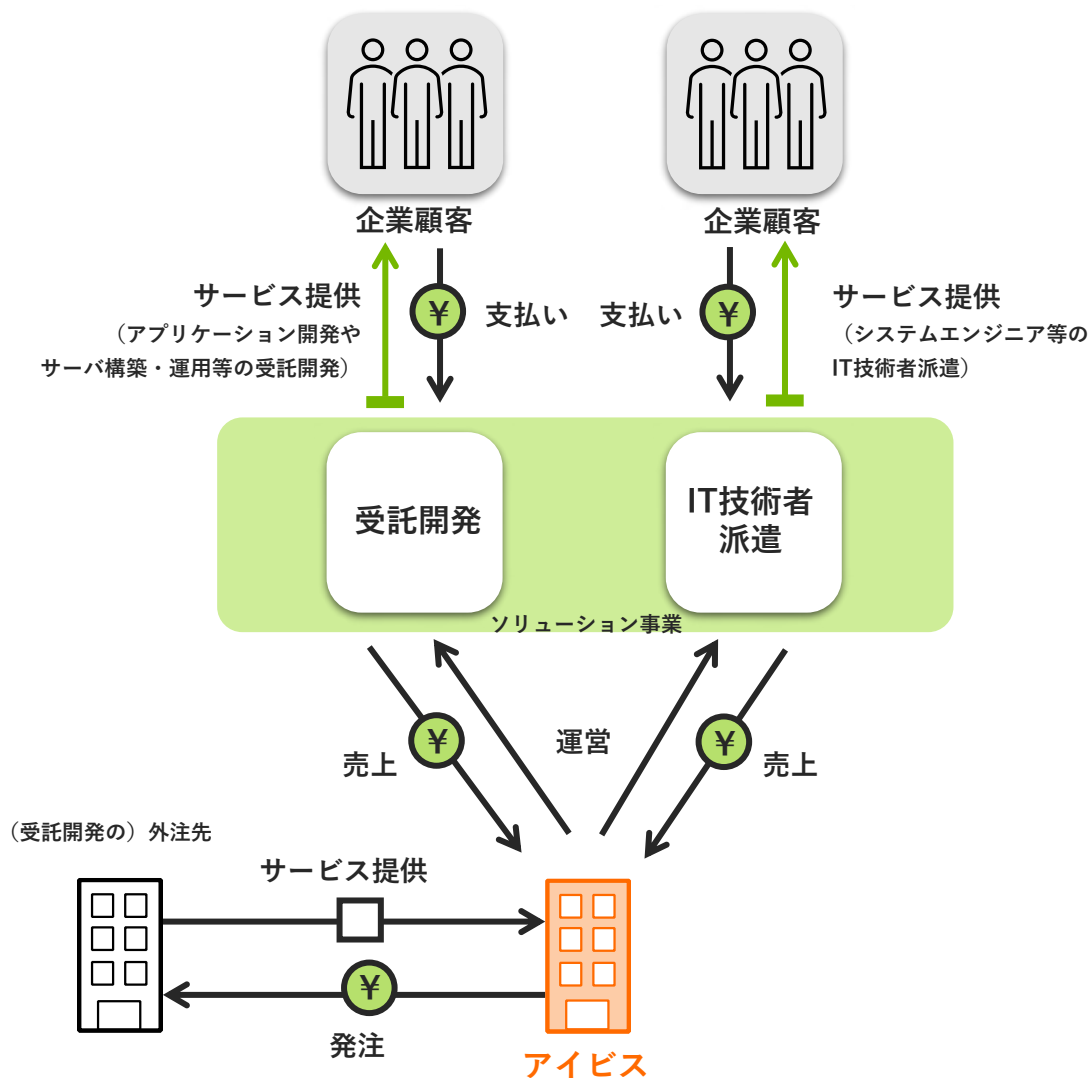 企業顧客
企業顧客
サービス提供
（アプリケーション開発や
サーバ構築・運用等の受託開発）
¥
支払い
支払い
¥
サービス提供
（システムエンジニア等の
IT技術者派遣）
受託開発
IT技術者
派遣
ソリューション事業
売上
¥
運営
¥
売上
（受託開発の）外注先
サービス提供
¥
発注
アイビス